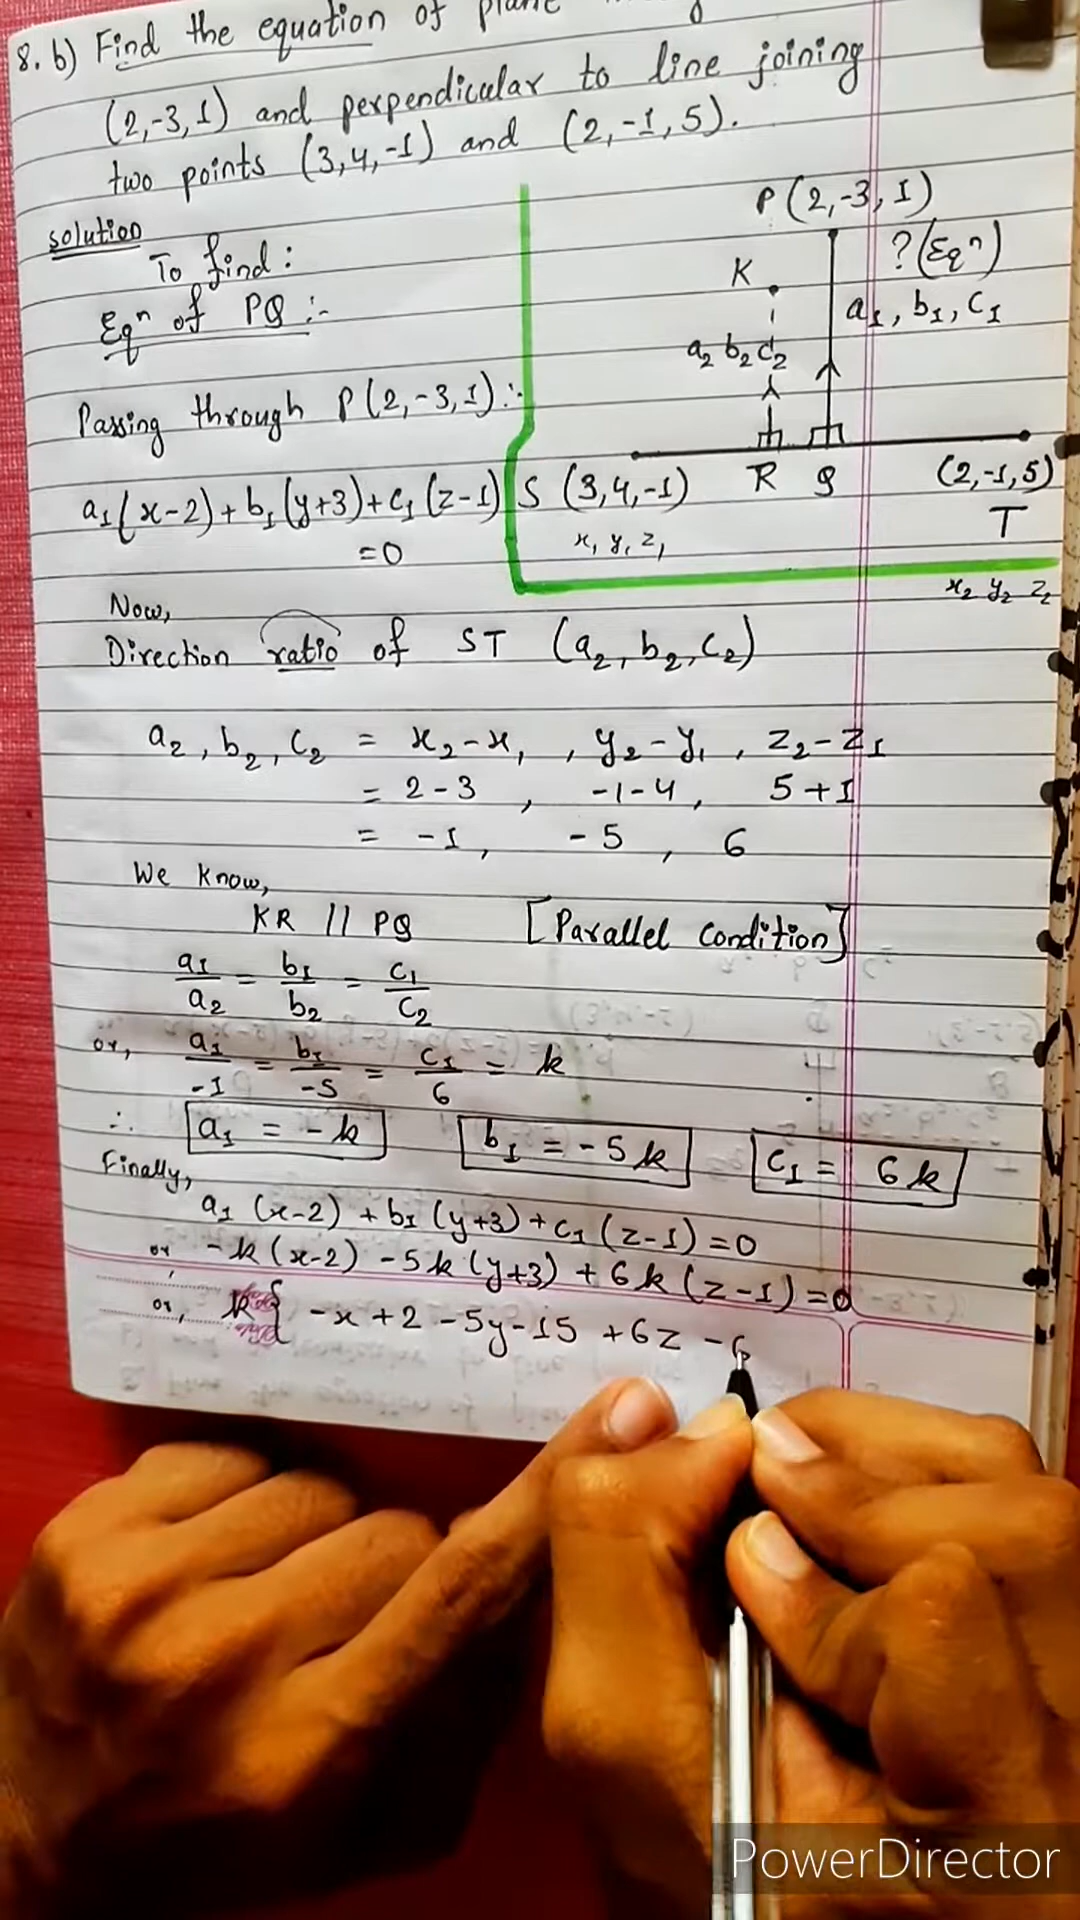 8. b) Find the equation of plane
(2,-3,1) and perpendicular to line joining
two points (3,4,-1) and (2,-1,5).
solution
To find :
Eqⁿ of PQ :-
Passing through P(2,-3,1) :-
a₁(x-2)+b₁(y+3)+c₁(z-1)
=0
P (2,-3,1)
? (Eqⁿ)
K
a₁, b₁, c₁
a₂ b₂ c₂
S (3,4,-1) R Q (2,-1,5)
x₁ y₁ z₁ T
x₂ y₂ z₂
Now,
Direction ratio of ST (a₂, b₂, c₂)
a₂, b₂, c₂ = x₂-x₁, y₂-y₁, z₂-z₁
= 2-3, -1-4, 5+1
= -1, -5, 6
We know,
KR // PQ [Parallel condition]
a₁/a₂ = b₁/b₂ = c₁/c₂
or, a₁/-1 = b₁/-5 = c₁/6 = k
∴ a₁ = -k b₁ = -5k c₁ = 6k
Finally,
a₁ (x-2) + b₁ (y+3) + c₁ (z-1) = 0
or, -k (x-2) -5k (y+3) + 6k (z-1) = 0
or, k{ -x+2-5y-15+6z-6
PowerDirector